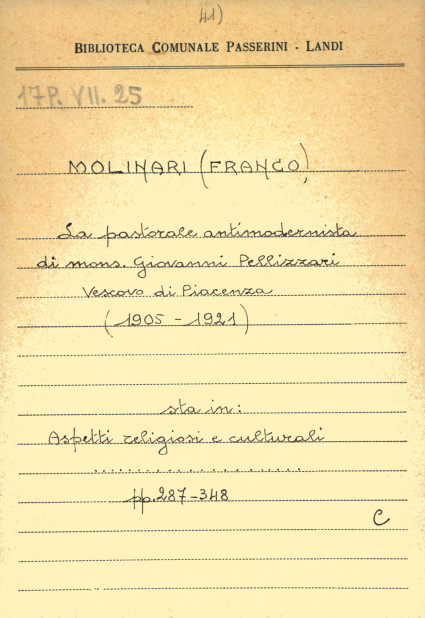 41)
BIBLIOTECA COMUNALE PASSERINI - LANDI
17P. VII. 25
MOLINARI (FRANCO)
La pastorale antimodernista
di mons. Giovanni Pellizzari
Vescovo di Piacenza
(1905 - 1921)
sta in:
Aspetti religiosi e culturali
....................
pp. 287-348
C